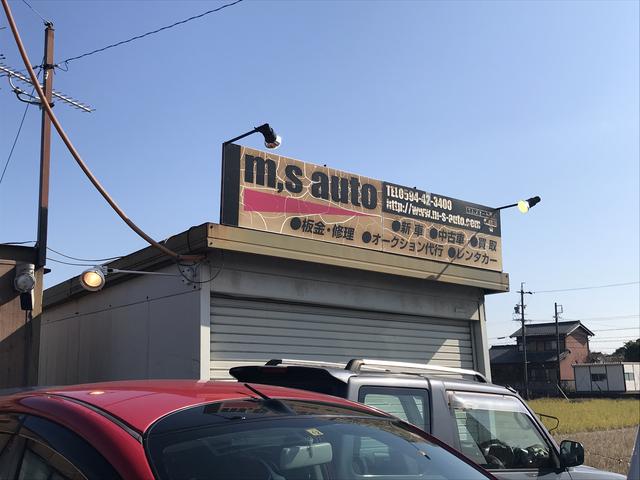 m,s auto
TEL0594-42-3400
http://www.m-s-auto.com
●新車 ●中古車 ●買取
●板金・修理 ●オークション代行 ●レンタカー